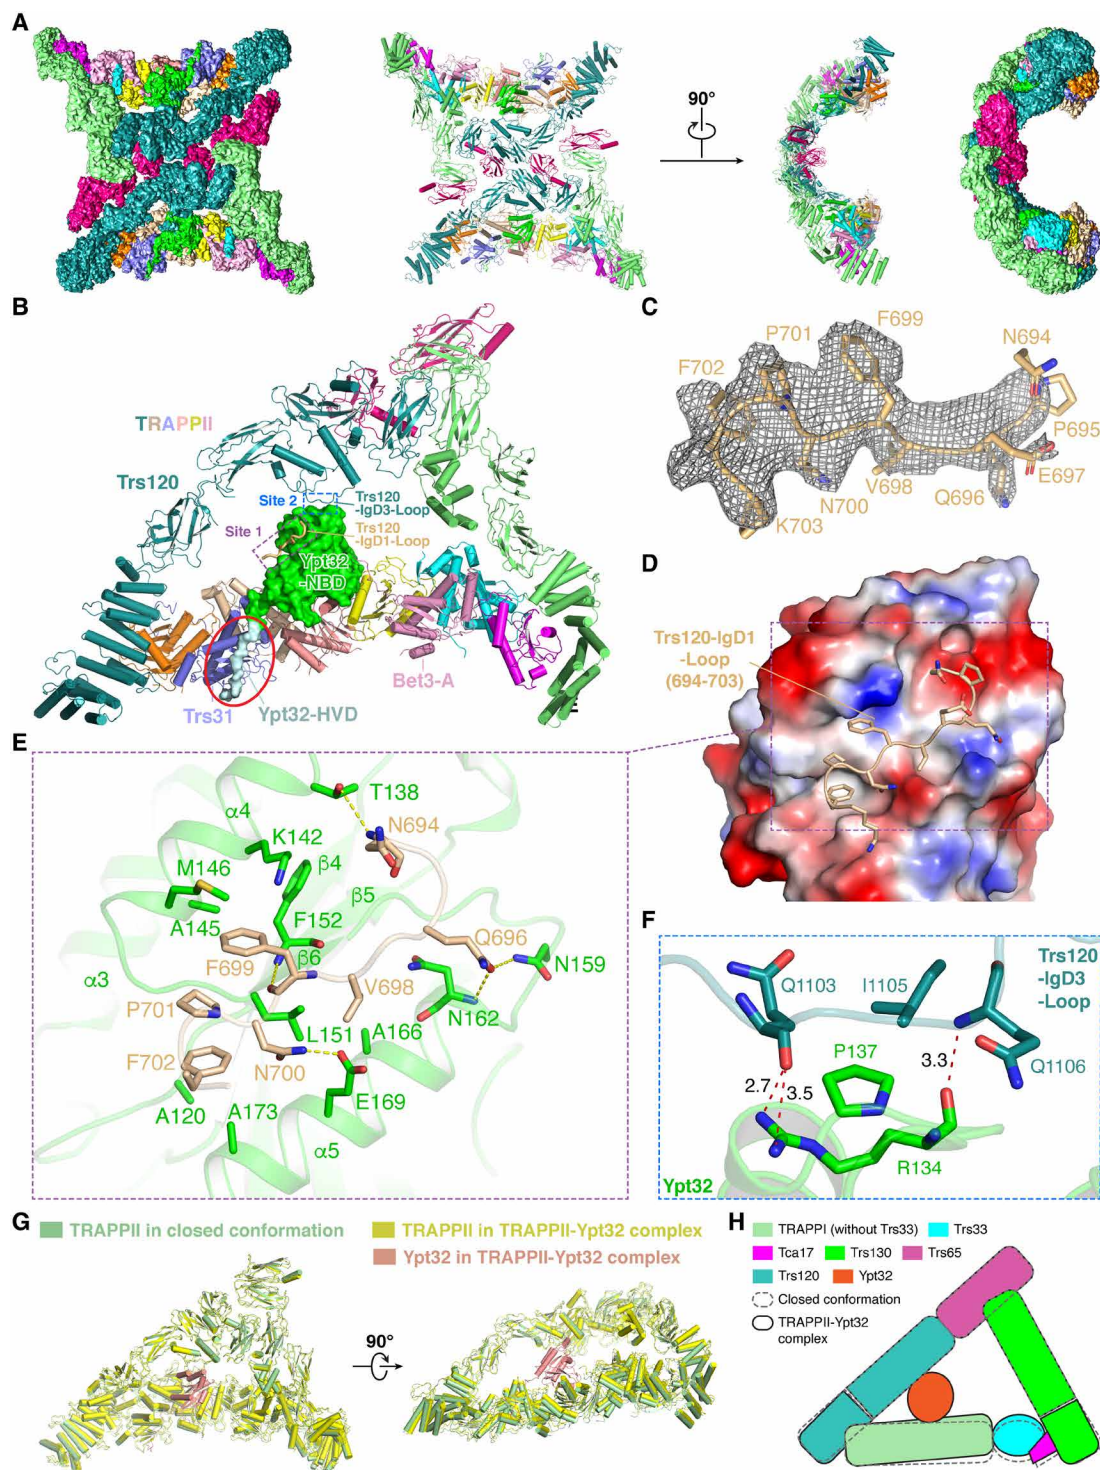 A
90°
B
TRAPPII
Trs120
Site 2
Trs120
-IgD3-Loop
Site 1
Trs120
-IgD1-Loop
Ypt32
-NBD
Bet3-A
Trs31
Ypt32-HVD
C
F699
P701
N694
F702
P695
E697
V698
N700
Q696
K703
D
Trs120-IgD1
-Loop
(694-703)
E
T138
α4
N694
K142
β4
M146
β5
A145
F152
Q696
F699
β6
N159
α3
V698
P701
N162
L151
A166
F702
N700
A120
A173
E169
α5
F
Trs120
-IgD3
-Loop
Q1103
I1105
P137
3.3
Q1106
2.7
3.5
R134
Ypt32
G
TRAPPII in closed conformation
TRAPPII in TRAPPII-Ypt32 complex
Ypt32 in TRAPPII-Ypt32 complex
90°
H
TRAPPI (without Trs33)
Trs33
Tca17
Trs130
Trs65
Trs120
Ypt32
Closed conformation
TRAPPII-Ypt32
complex